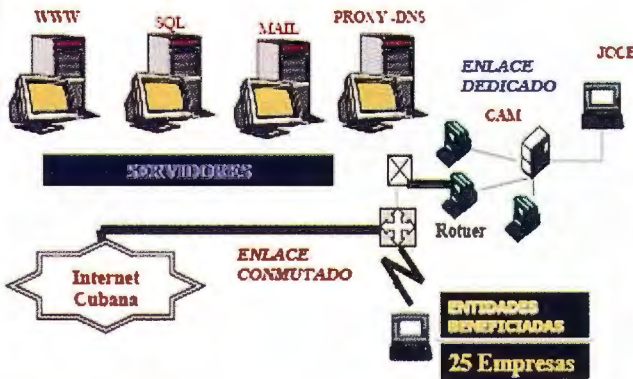 WWW
SQL
MAIL
PROXY-DNS
ENLACE
DEDICADO
CAM
JCCE
SERVIDORES
Rotuer
ENLACE
CONMUTADO
Internet
Cubana
ENTIDADES
BENEFICIADAS
25 Empresas